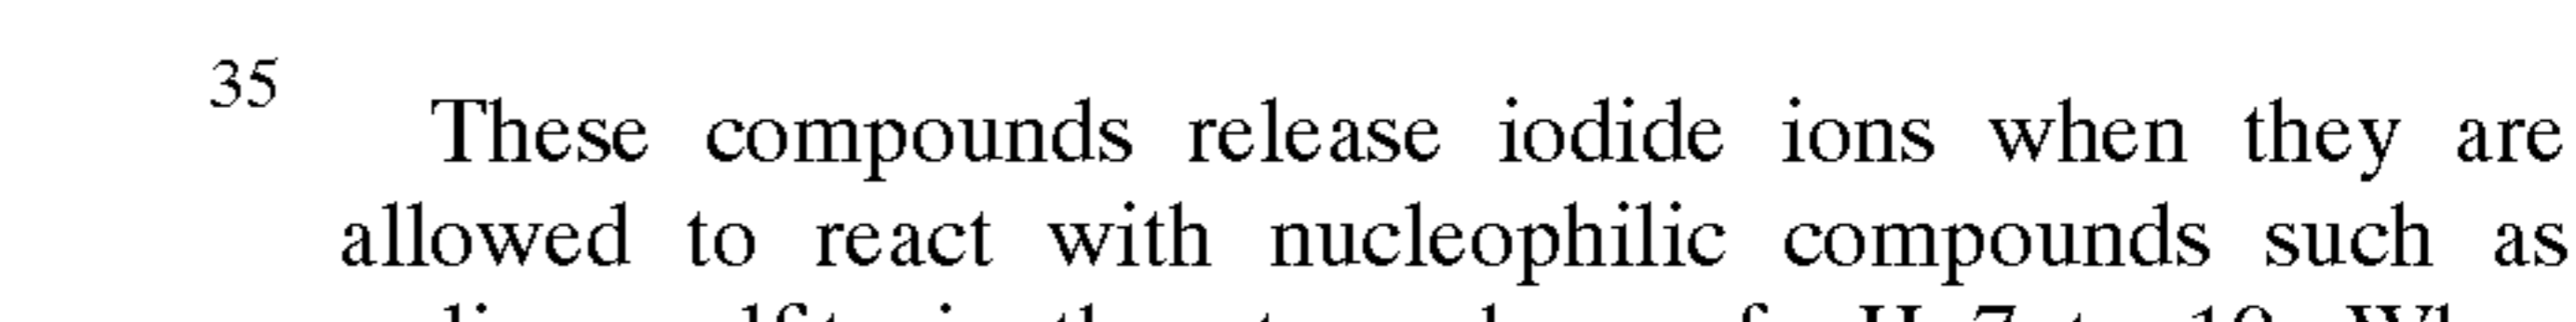 35
These compounds release iodide ions when they are
allowed to react with nucleophilic compounds such as